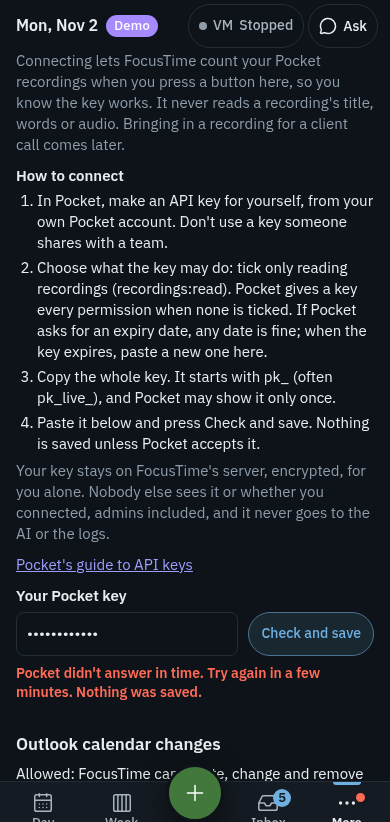 Mon, Nov 2 Demo VM Stopped Ask
Connecting lets FocusTime count your Pocket
recordings when you press a button here, so you
know the key works. It never reads a recording's title,
words or audio. Bringing in a recording for a client
call comes later.
How to connect
1. In Pocket, make an API key for yourself, from your
own Pocket account. Don't use a key someone
shares with a team.
2. Choose what the key may do: tick only reading
recordings (recordings:read). Pocket gives a key
every permission when none is ticked. If Pocket
asks for an expiry date, any date is fine; when the
key expires, paste a new one here.
3. Copy the whole key. It starts with pk_ (often
pk_live_), and Pocket may show it only once.
4. Paste it below and press Check and save. Nothing
is saved unless Pocket accepts it.
Your key stays on FocusTime's server, encrypted, for
you alone. Nobody else sees it or whether you
connected, admins included, and it never goes to the
AI or the logs.
Pocket's guide to API keys
Your Pocket key
•••••••••••• Check and save
Pocket didn't answer in time. Try again in a few
minutes. Nothing was saved.
Outlook calendar changes
Allowed: FocusTime can change and remove
5
Day Week Inbox More